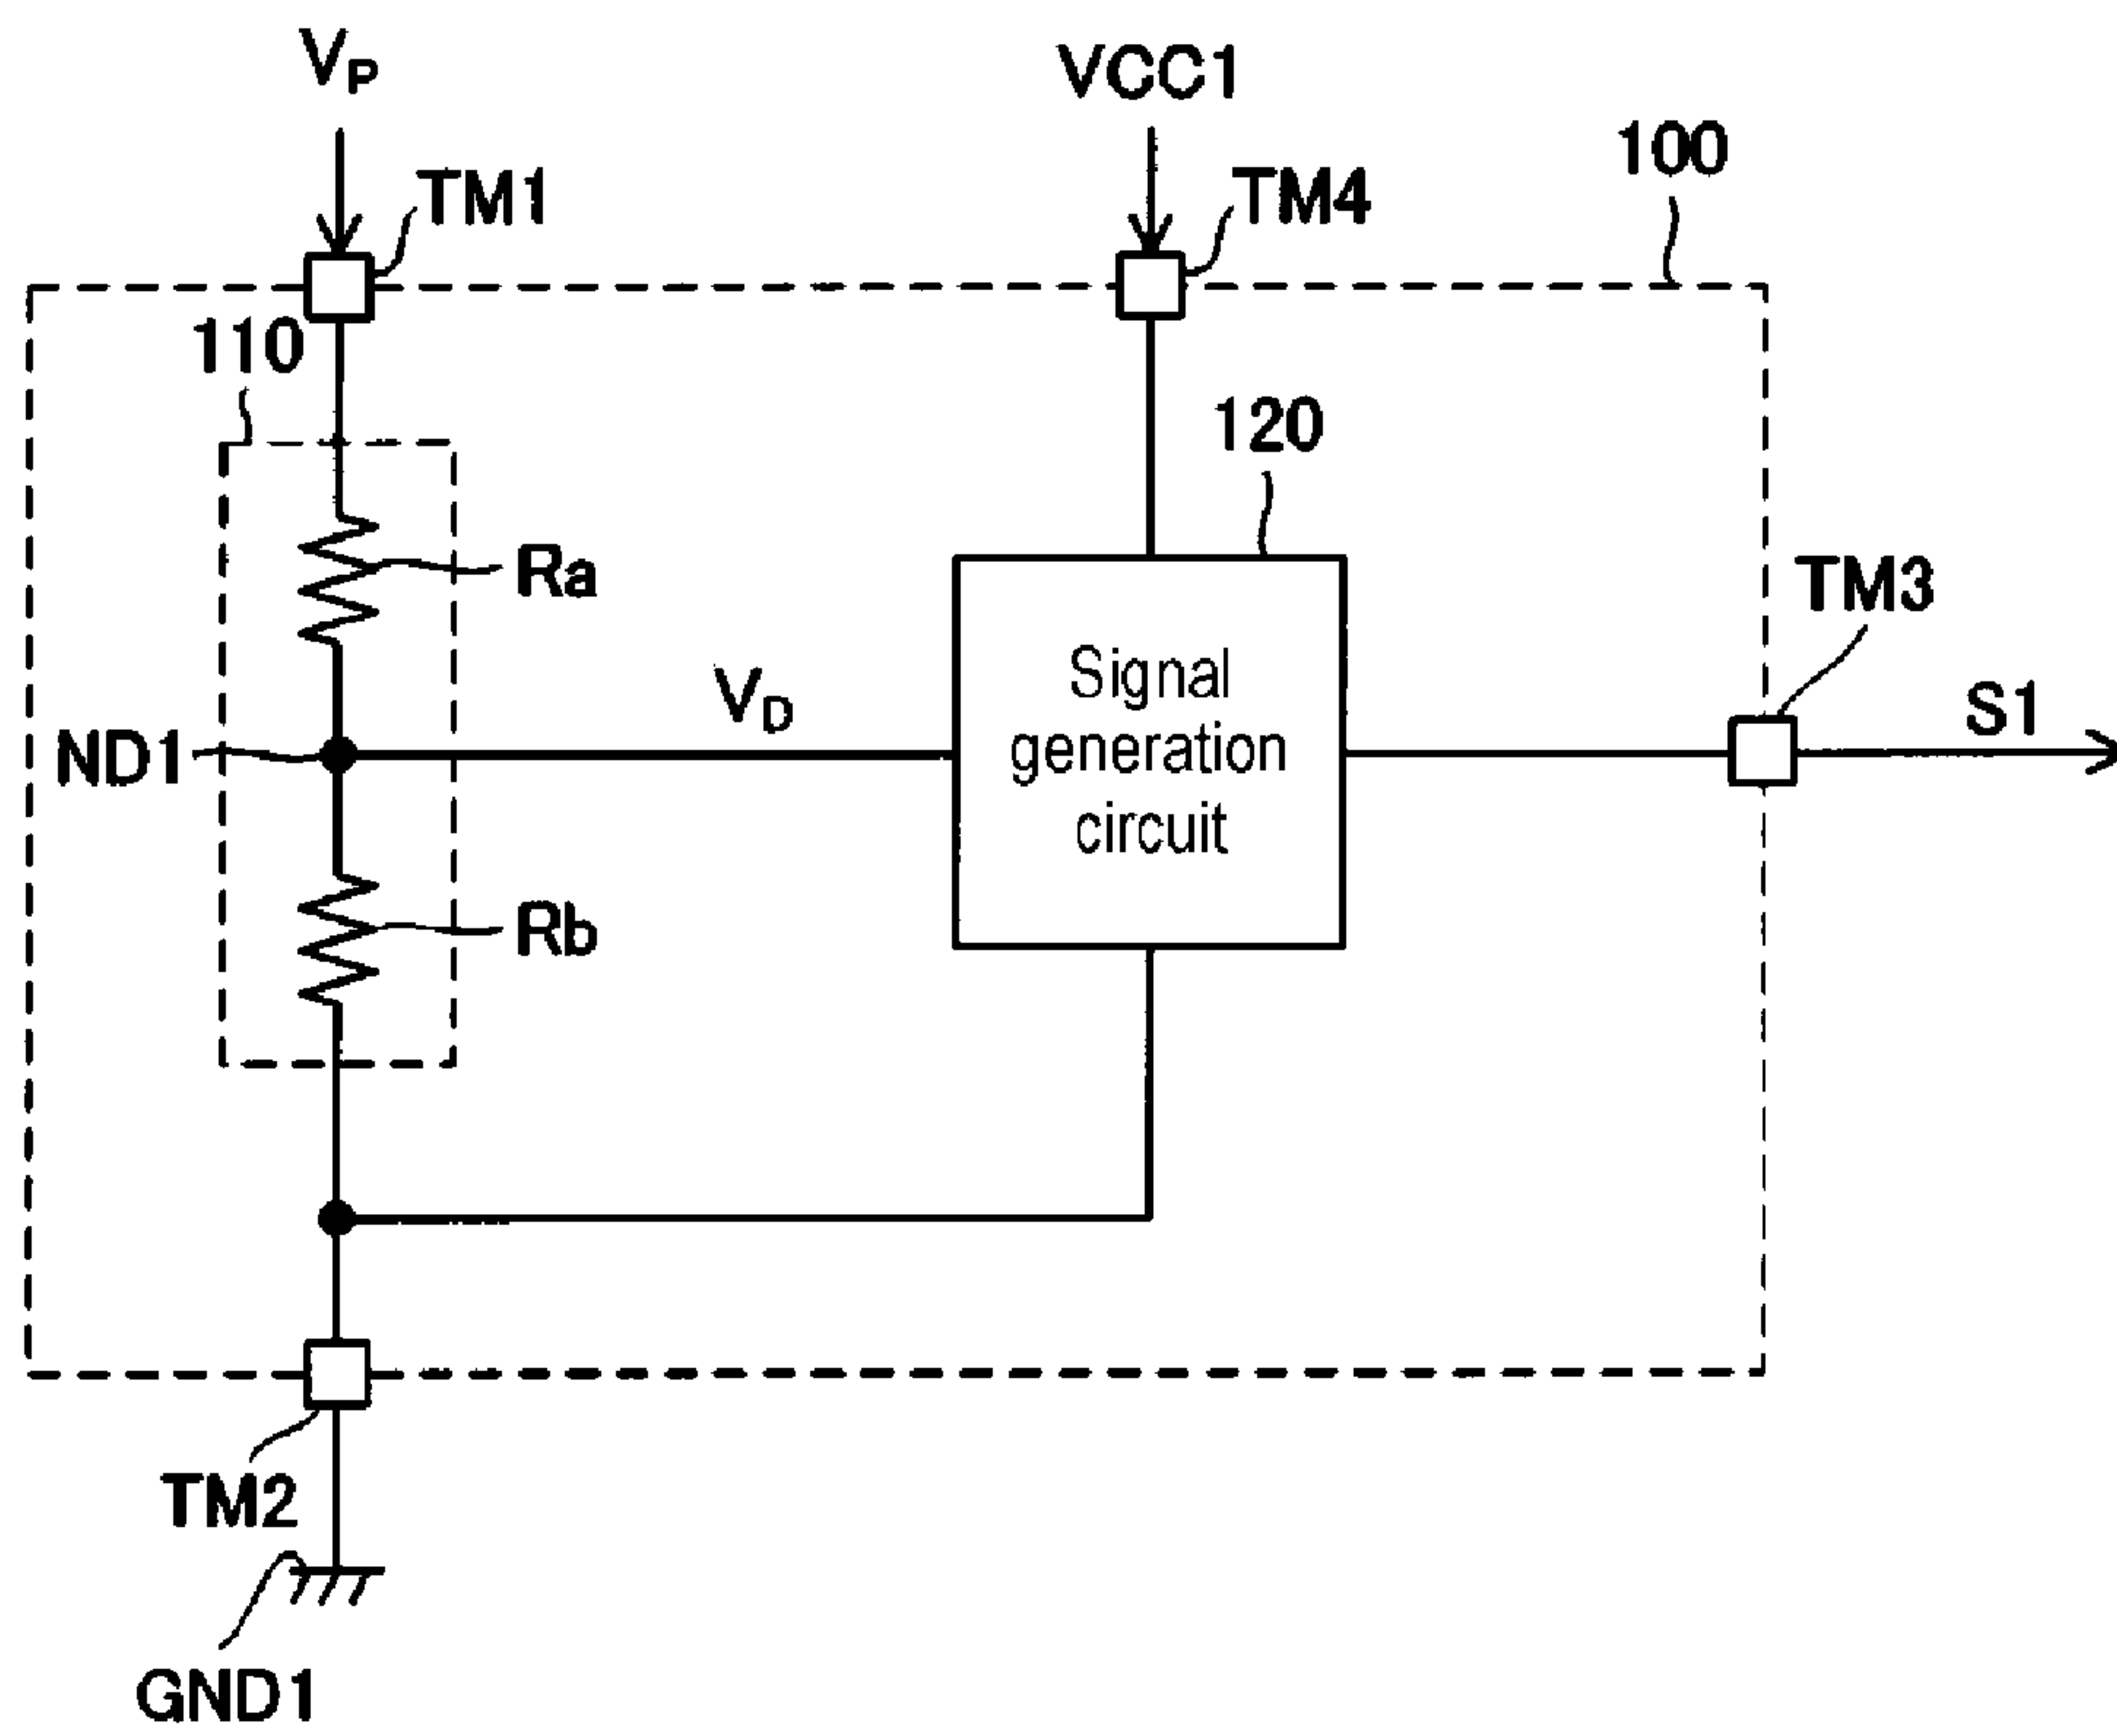 VP
VCC1
100
TM1
TM4
110
120
Ra
TM3
Signal
generation
circuit
VD
S1
ND1
Rb
TM2
GND1